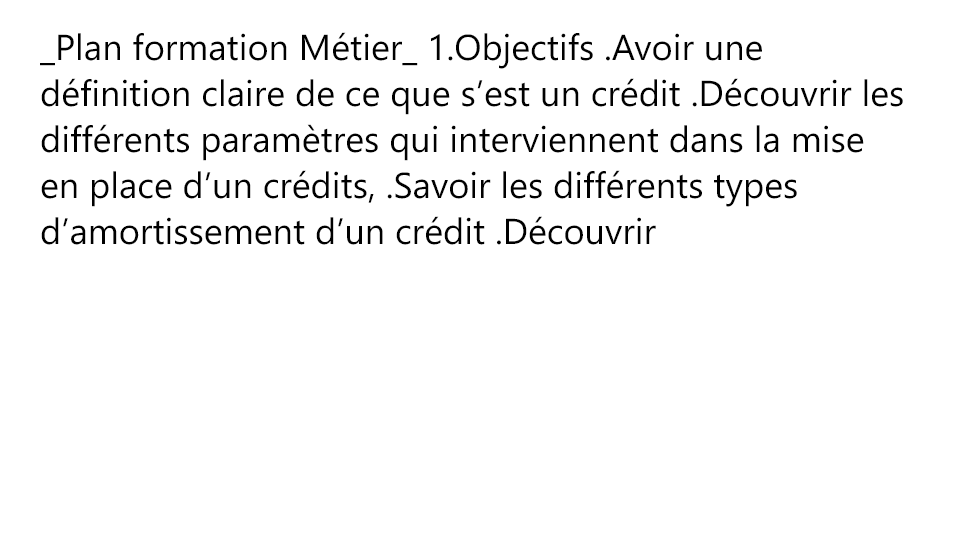 _Plan formation Métier_ 1.Objectifs .Avoir une
définition claire de ce que s’est un crédit .Découvrir les
différents paramètres qui interviennent dans la mise
en place d’un crédits, .Savoir les différents types
d’amortissement d’un crédit .Découvrir